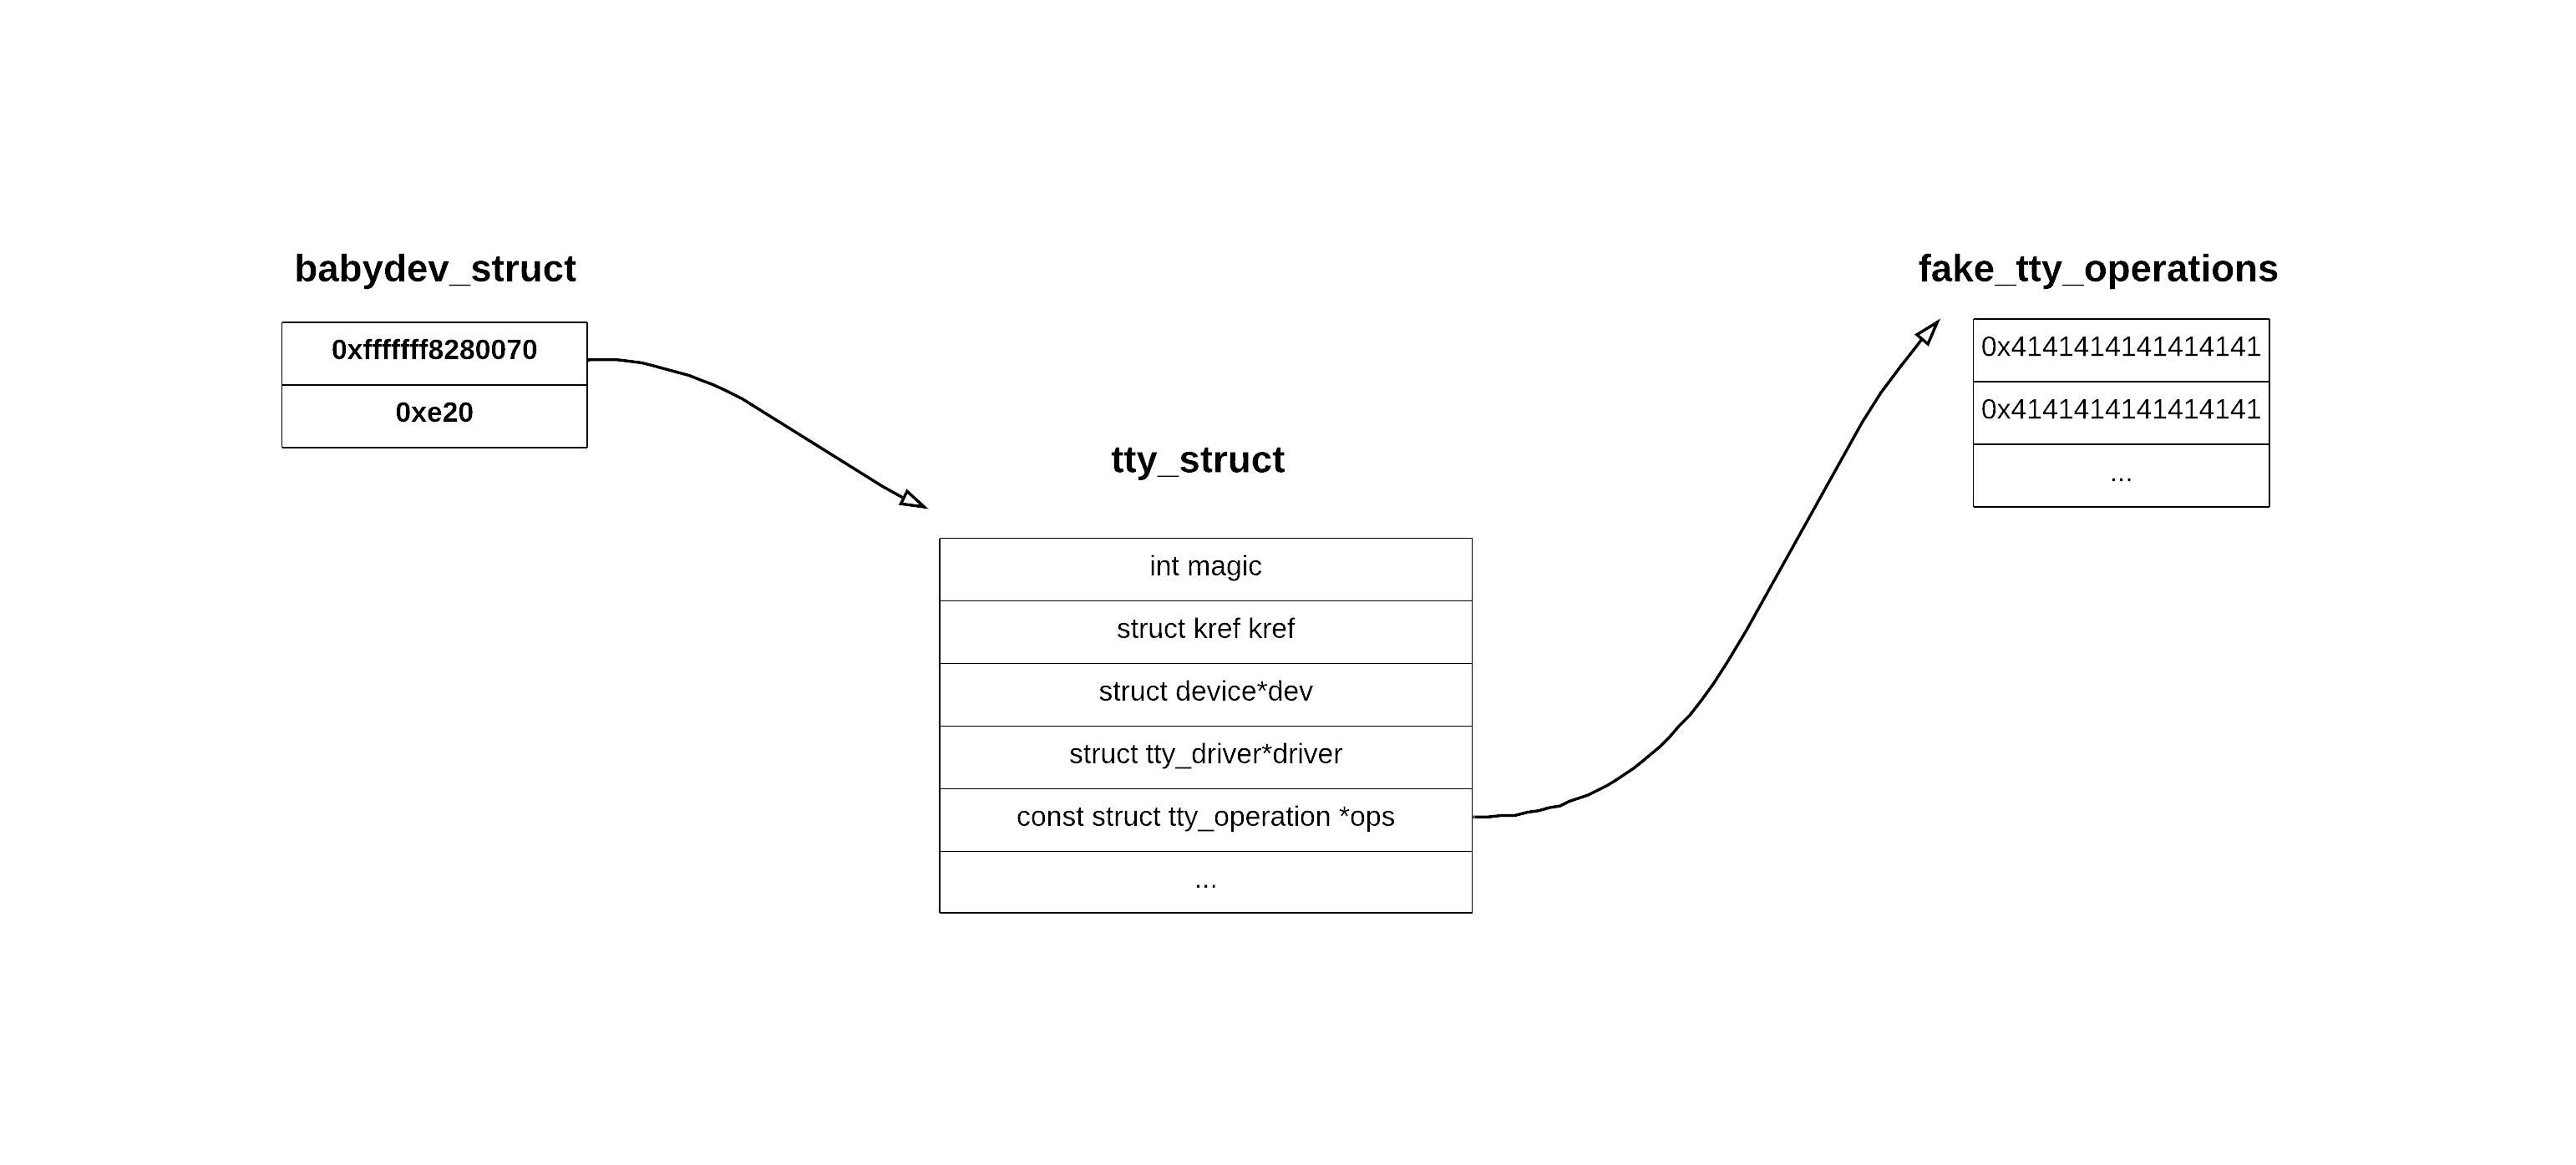 babydev_struct
0xfffffff8280070
0xe20
tty_struct
int magic
struct kref kref
struct device*dev
struct tty_driver*driver
const struct tty_operation *ops
...
fake_tty_operations
0x4141414141414141
0x4141414141414141
...